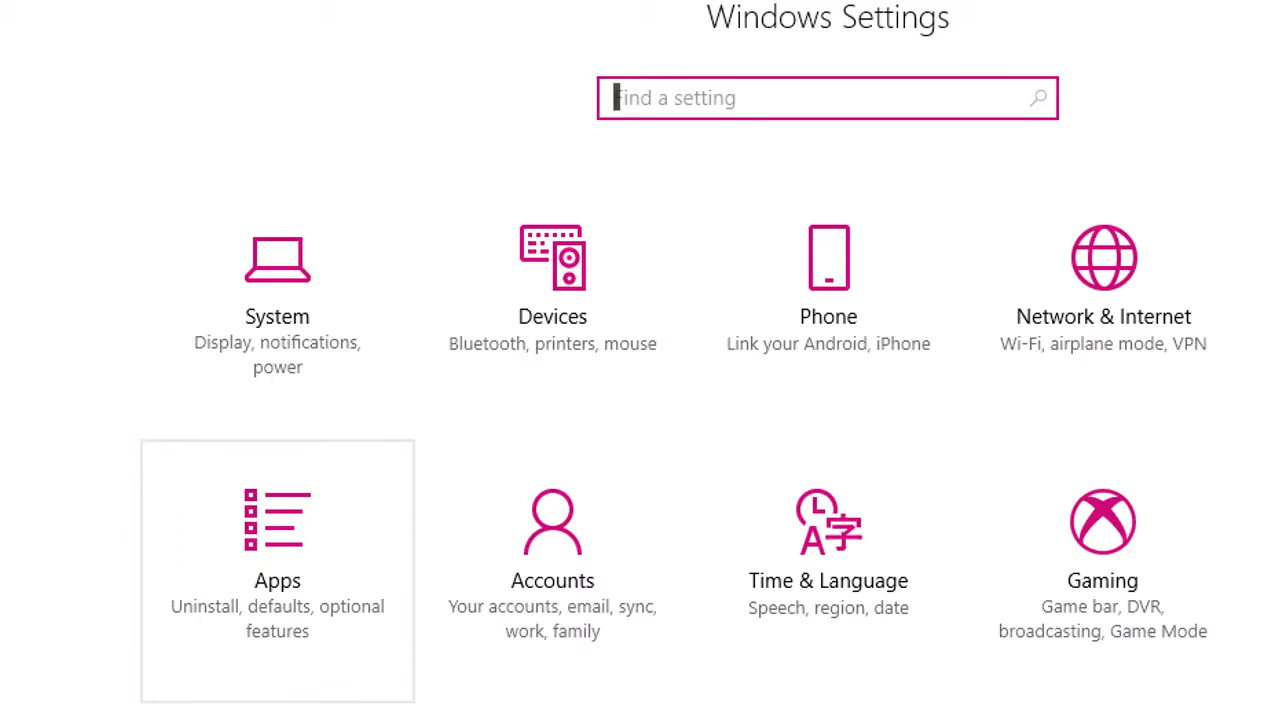 Windows Settings
Find a setting
System
Display, notifications,
power
Devices
Bluetooth, printers, mouse
Phone
Link your Android, iPhone
Network & Internet
Wi-Fi, airplane mode, VPN
Apps
Uninstall, defaults, optional
features
Accounts
Your accounts, email, sync,
work, family
Time & Language
Speech, region, date
Gaming
Game bar, DVR,
broadcasting, Game Mode